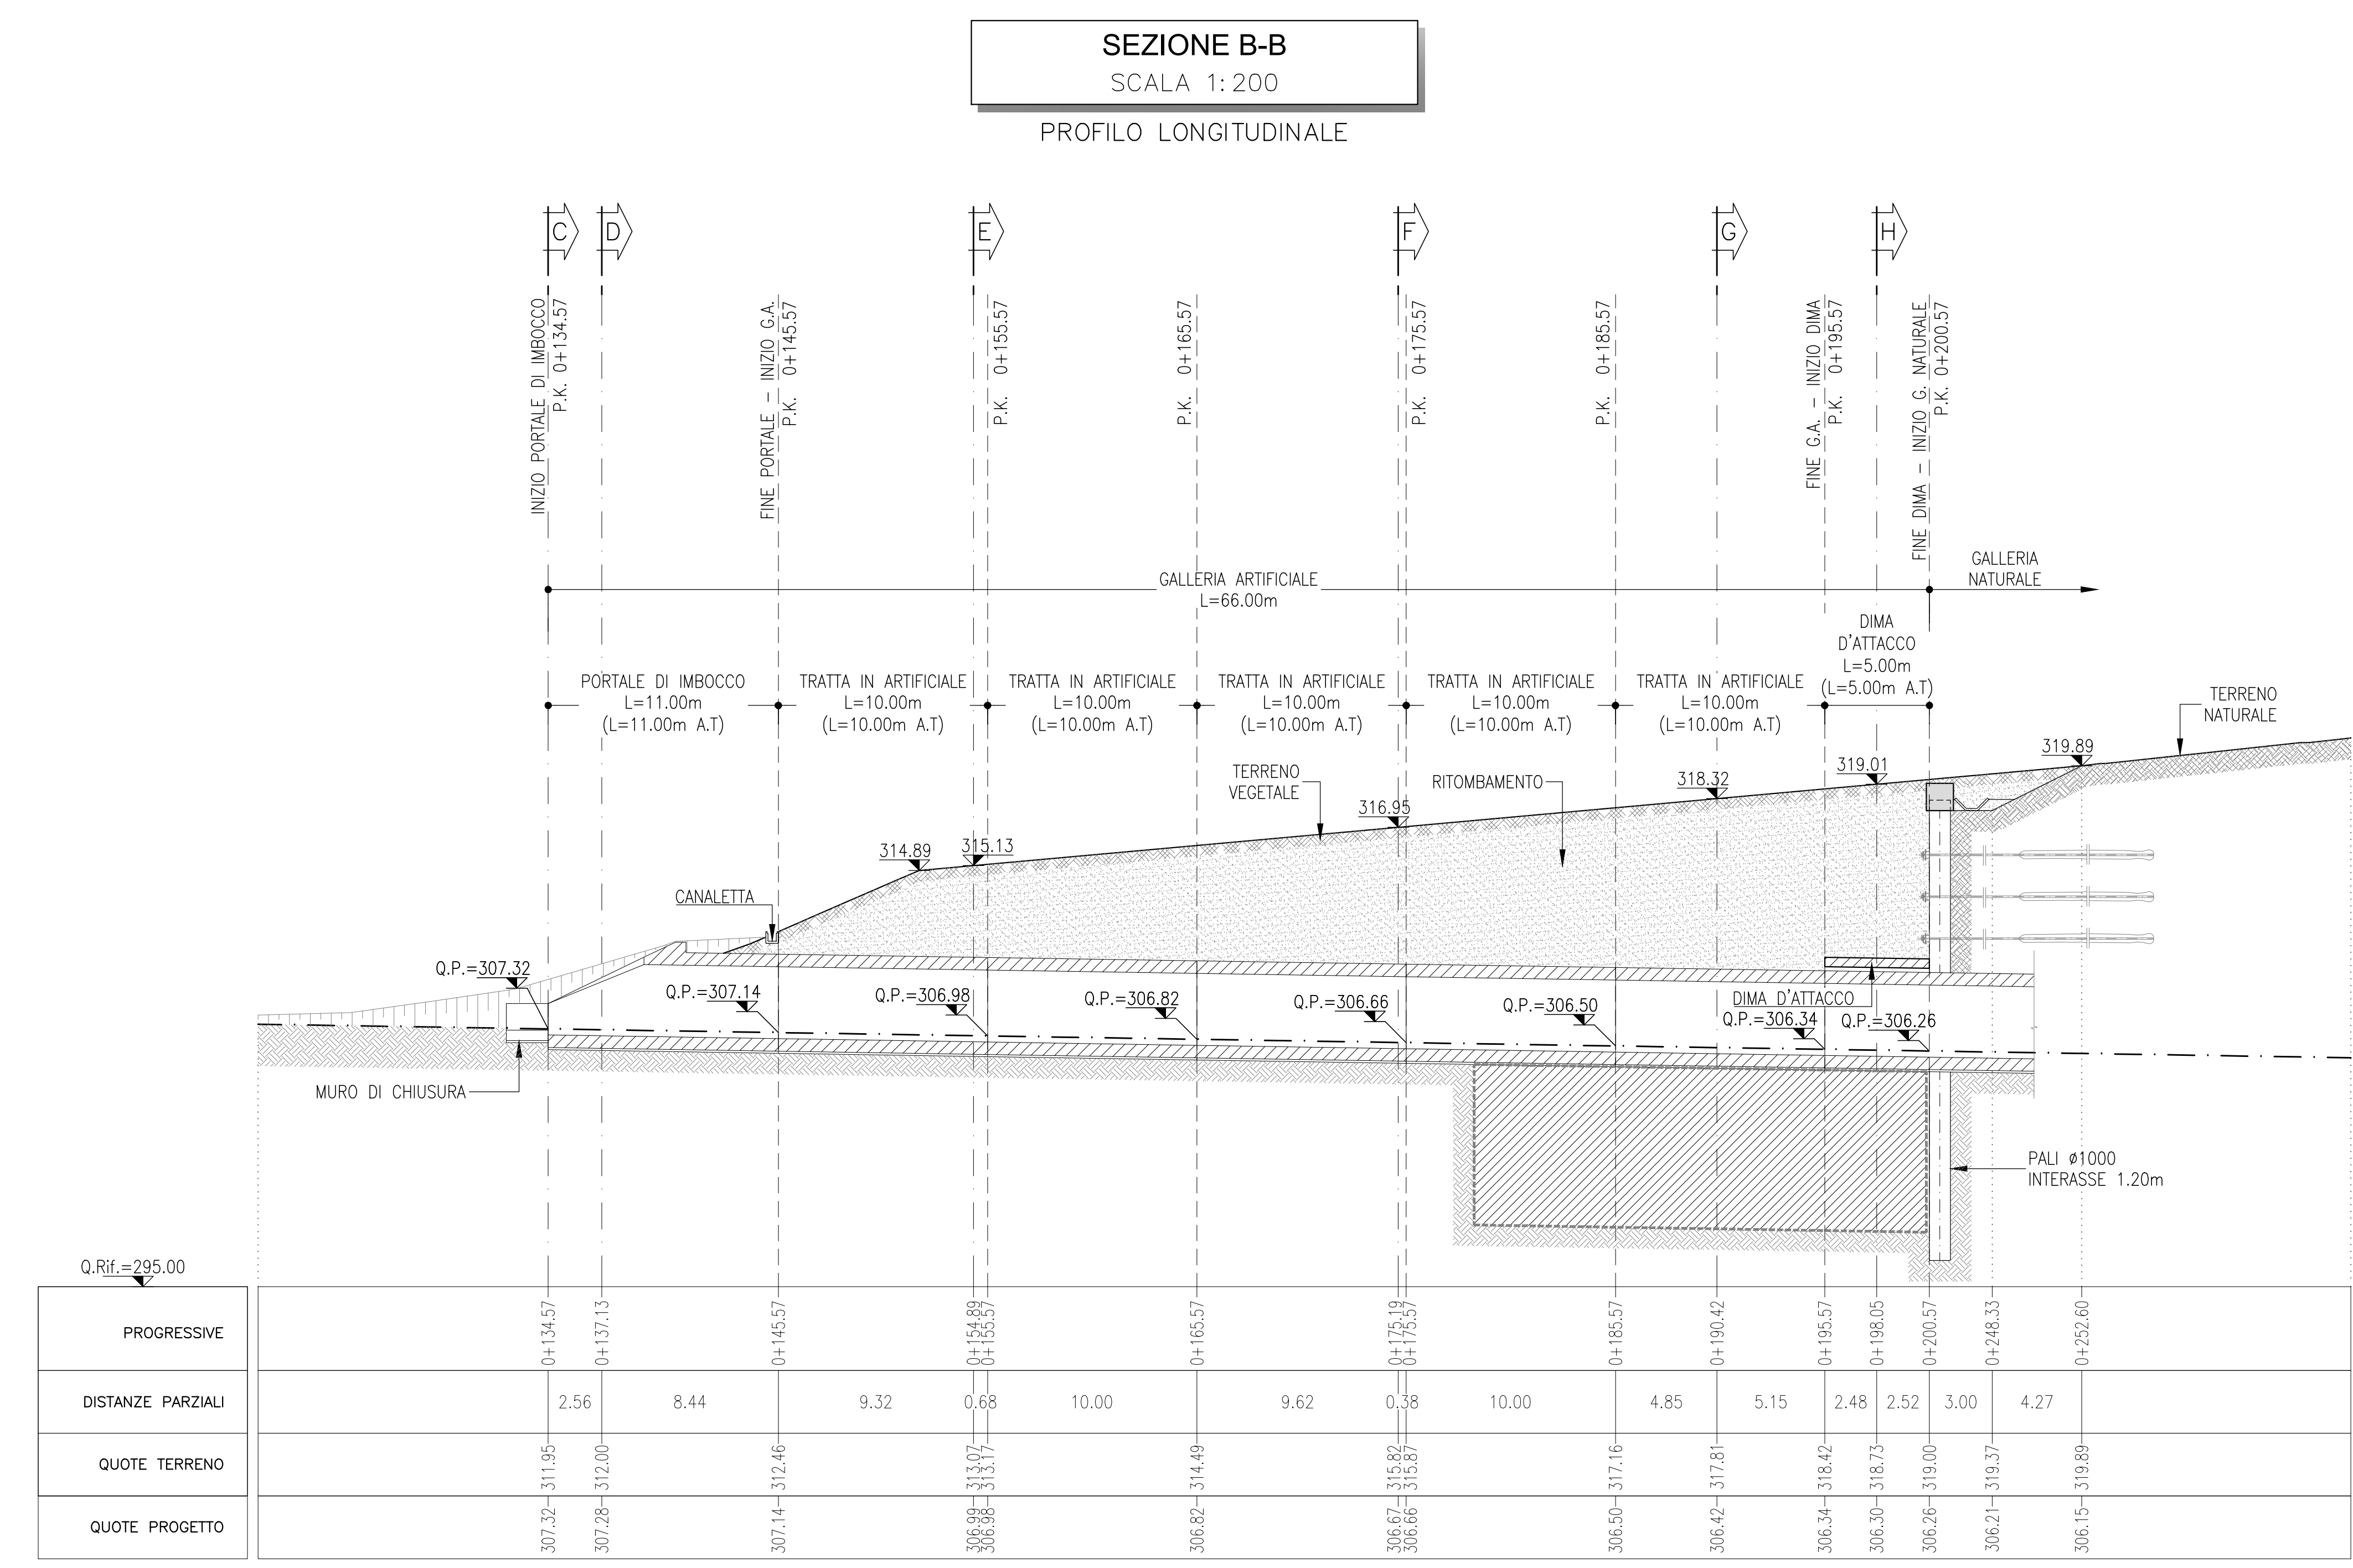 SEZIONE B-B
SCALA 1:200
PROFILO LONGITUDINALE
C
D
E
F
G
H
INIZIO PORTALE DI IMBOCCO
P.K. 0+134.57
FINE PORTALE - INIZIO G.A.
P.K. 0+145.57
P.K. 0+155.57
P.K. 0+165.57
P.K. 0+175.57
P.K. 0+185.57
FINE G.A. - INIZIO DIMA
P.K. 0+195.57
FINE DIMA - INIZIO G. NATURALE
P.K. 0+200.57
GALLERIA ARTIFICIALE
L=66.00m
GALLERIA
NATURALE
PORTALE DI IMBOCCO
L=11.00m
(L=11.00m A.T)
TRATTA IN ARTIFICIALE
L=10.00m
(L=10.00m A.T)
TRATTA IN ARTIFICIALE
L=10.00m
(L=10.00m A.T)
TRATTA IN ARTIFICIALE
L=10.00m
(L=10.00m A.T)
TRATTA IN ARTIFICIALE
L=10.00m
(L=10.00m A.T)
TRATTA IN ARTIFICIALE
L=10.00m
(L=10.00m A.T)
DIMA
D'ATTACCO
L=5.00m
(L=5.00m A.T)
TERRENO
NATURALE
319.89
319.01
318.32
RITOMBAMENTO
TERRENO
VEGETALE
316.95
315.13
314.89
CANALETTA
Q.P.=307.32
Q.P.=307.14
Q.P.=306.98
Q.P.=306.82
Q.P.=306.66
Q.P.=306.50
DIMA D'ATTACCO
Q.P.=306.34
Q.P.=306.26
MURO DI CHIUSURA
PALI ø1000
INTERASSE 1.20m
Q.Rif.=295.00
PROGRESSIVE
0+134.57
0+137.13
0+145.57
0+154.89
0+155.57
0+165.57
0+175.19
0+175.57
0+185.57
0+190.42
0+195.57
0+198.05
0+200.57
0+248.33
0+252.60
DISTANZE PARZIALI
2.56
8.44
9.32
0.68
10.00
9.62
0.38
10.00
4.85
5.15
2.48
2.52
3.00
4.27
QUOTE TERRENO
311.95
312.00
312.46
313.07
313.17
314.49
315.82
315.87
317.16
317.81
318.42
318.73
319.00
319.37
319.89
QUOTE PROGETTO
307.32
307.28
307.14
306.99
306.98
306.82
306.67
306.66
306.50
306.42
306.34
306.30
306.26
306.21
306.15